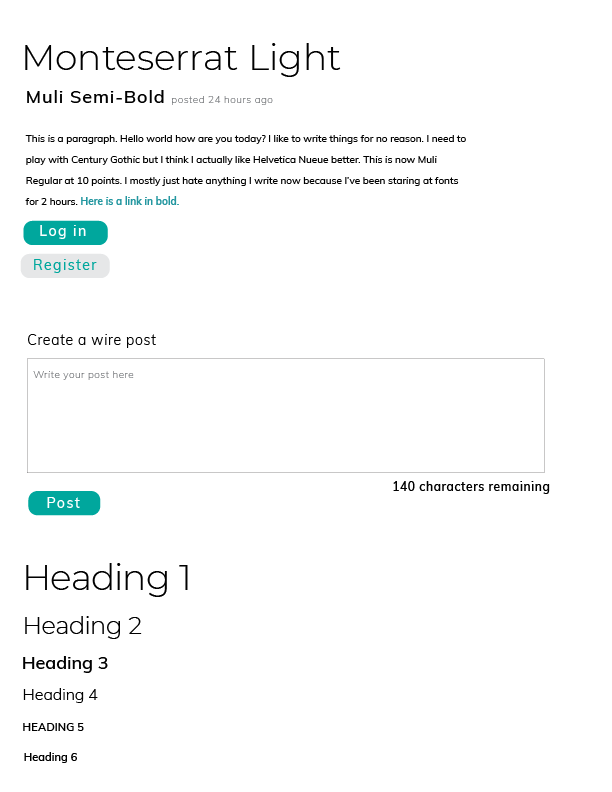 Monteserrat Light
Muli Semi-Bold posted 24 hours ago
This is a paragraph. Hello world how are you today? I like to write things for no reason. I need to
play with Century Gothic but I think I actually like Helvetica Nueue better. This is now Muli
Regular at 10 points. I mostly just hate anything I write now because I've been staring at fonts
for 2 hours. Here is a link in bold.
Log in
Register
Create a wire post
Write your post here
140 characters remaining
Post
Heading 1
Heading 2
Heading 3
Heading 4
HEADING 5
Heading 6